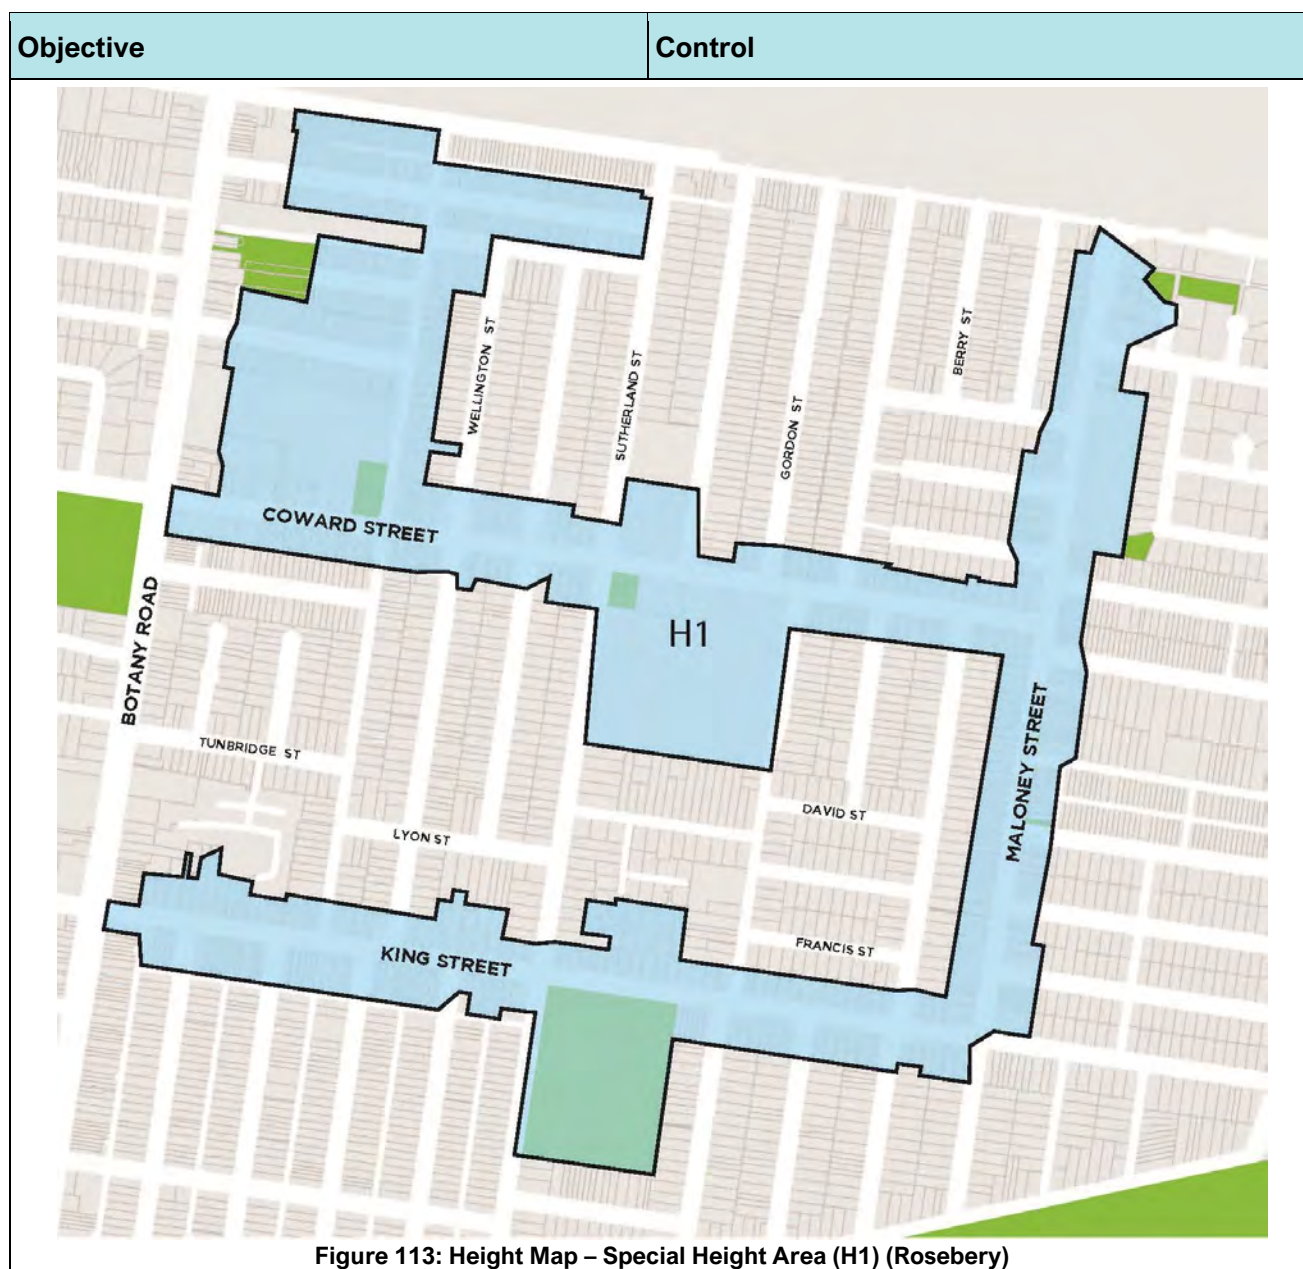 Objective
Control
WELLINGTON ST
SUTHERLAND ST
GORDON ST
BERRY ST
COWARD STREET
H1
BOTANY ROAD
TUNBRIDGE ST
LYON ST
DAVID ST
MALONEY STREET
KING STREET
FRANCIS ST
Figure 113: Height Map – Special Height Area (H1) (Rosebery)